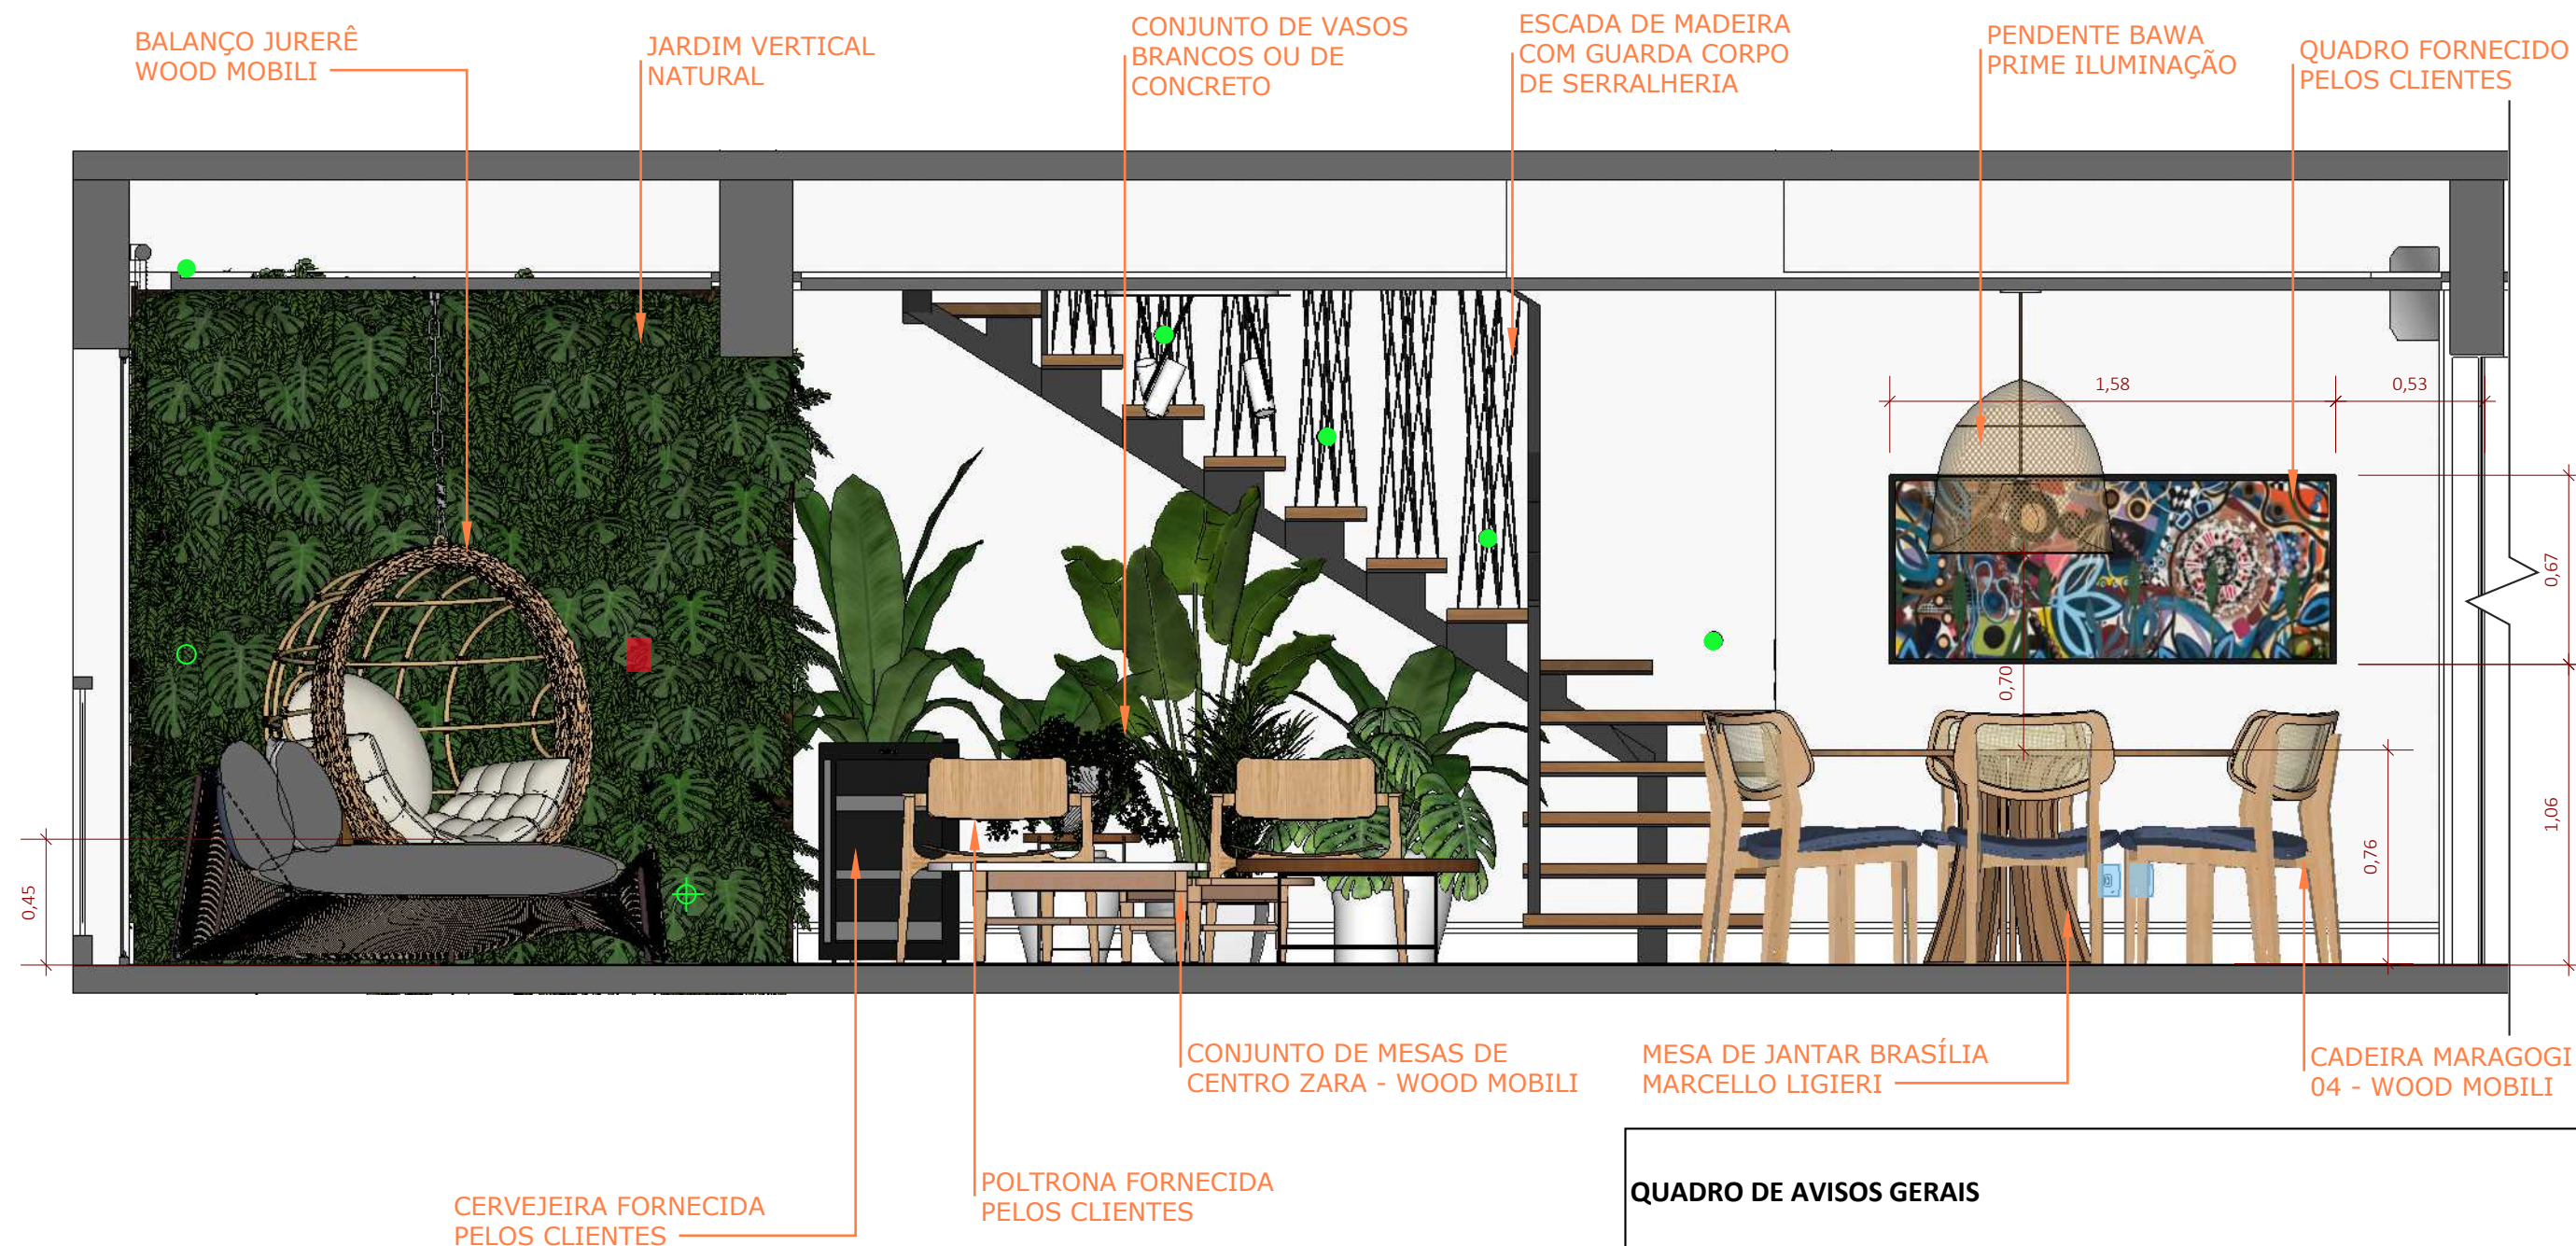 BALANÇO JURERÊ
WOOD MOBILI
JARDIM VERTICAL
NATURAL
CONJUNTO DE VASOS
BRANCOS OU DE
CONCRETO
ESCADA DE MADEIRA
COM GUARDA CORPO
DE SERRALHERIA
PENDENTE BAWA
PRIME ILUMINAÇÃO
QUADRO FORNECIDO
PELOS CLIENTES
1,58
0,53
0,67
0,70
1,06
0,76
0,45
CONJUNTO DE MESAS DE
CENTRO ZARA - WOOD MOBILI
MESA DE JANTAR BRASÍLIA
MARCELLO LIGIERI
CADEIRA MARAGOGI
04 - WOOD MOBILI
POLTRONA FORNECIDA
PELOS CLIENTES
CERVEJEIRA FORNECIDA
PELOS CLIENTES
QUADRO DE AVISOS GERAIS